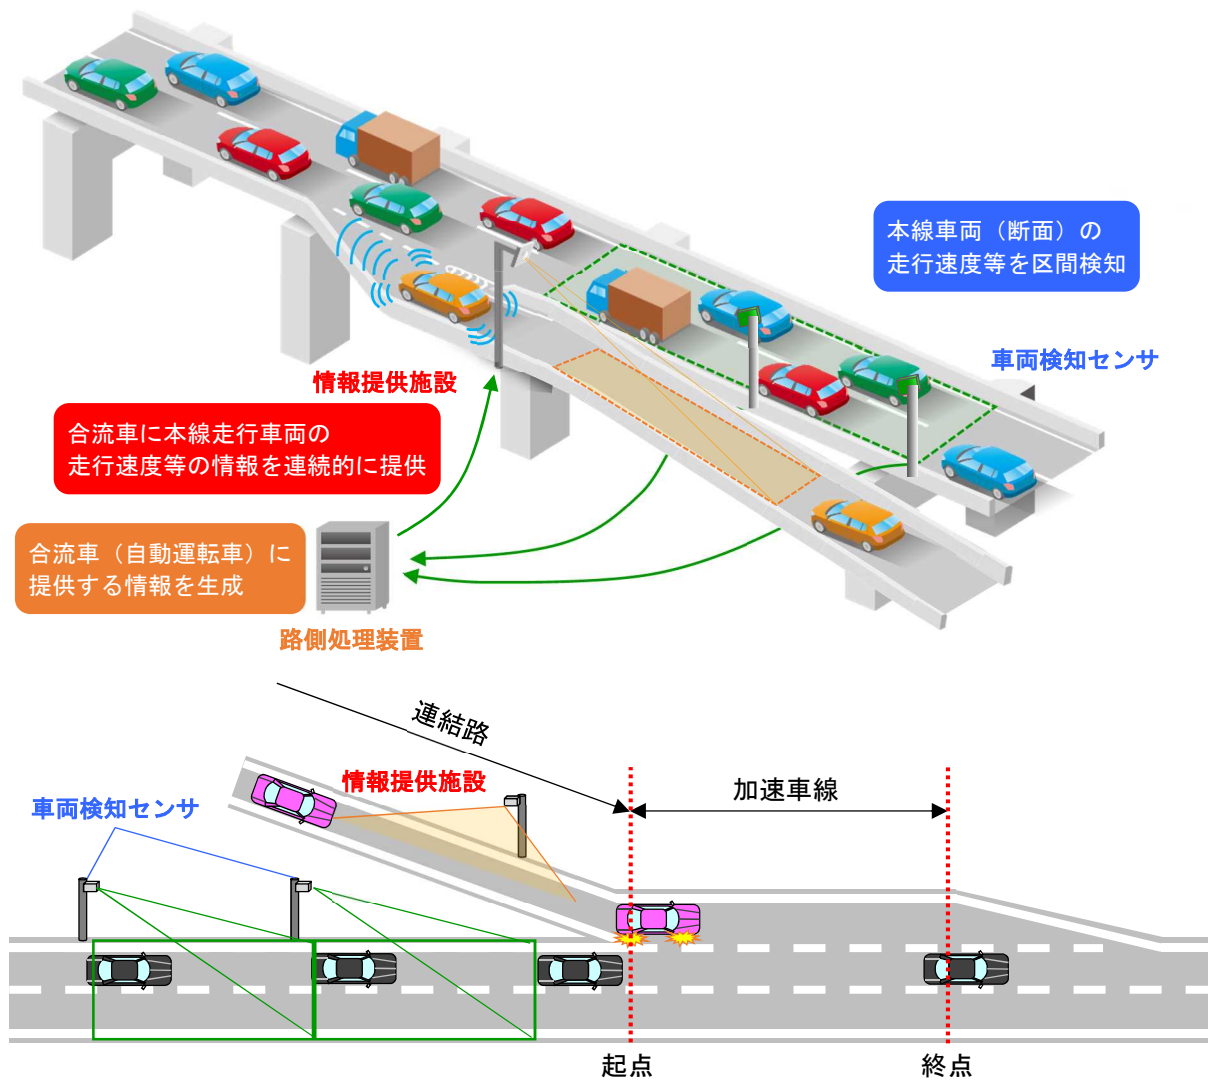 本線車両（断面）の
走行速度等を区間検知
車両検知センサ
情報提供施設
合流車に本線走行車両の
走行速度等の情報を連続的に提供
合流車（自動運転車）に
提供する情報を生成
路側処理装置
連結路
情報提供施設
加速車線
車両検知センサ
起点
終点